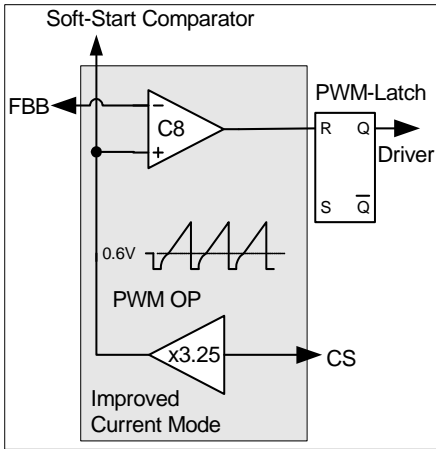 Soft-Start Comparator
FBB
−
C8
+
PWM-Latch
R Q
Driver
S Q̅
0.6V
PWM OP
x3.25
CS
Improved
Current Mode